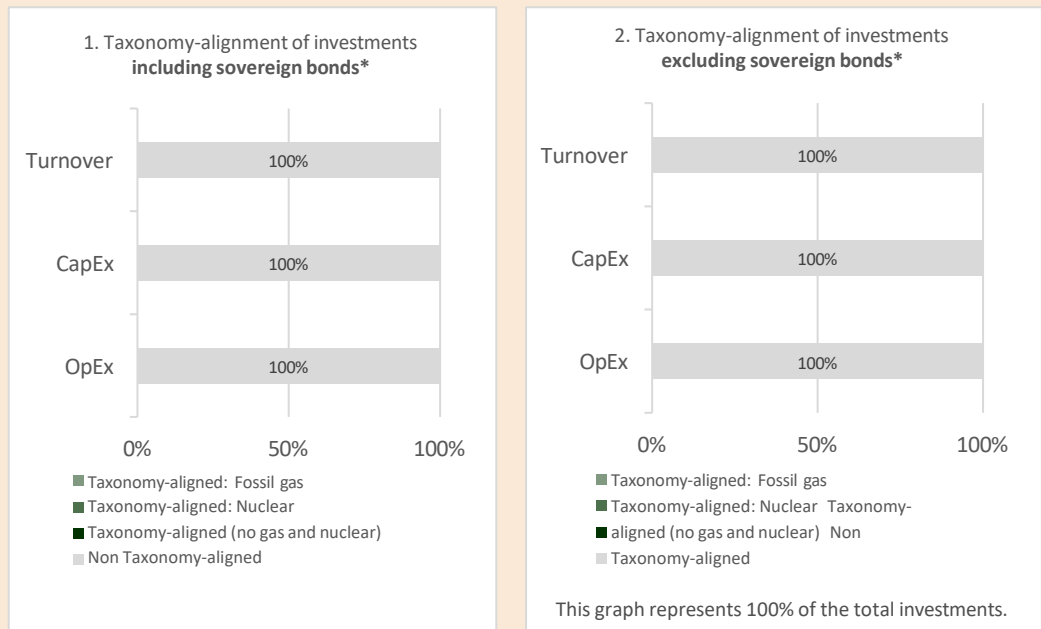 1. Taxonomy-alignment of investments
including sovereign bonds*
Turnover
100%
CapEx
100%
OpEx
100%
0%
50%
100%
Taxonomy-aligned: Fossil gas
Taxonomy-aligned: Nuclear
Taxonomy-aligned (no gas and nuclear)
Non Taxonomy-aligned
2. Taxonomy-alignment of investments
excluding sovereign bonds*
Turnover
100%
CapEx
100%
OpEx
100%
0%
50%
100%
Taxonomy-aligned: Fossil gas
Taxonomy-aligned: Nuclear Taxonomy-
aligned (no gas and nuclear) Non
Taxonomy-aligned
This graph represents 100% of the total investments.